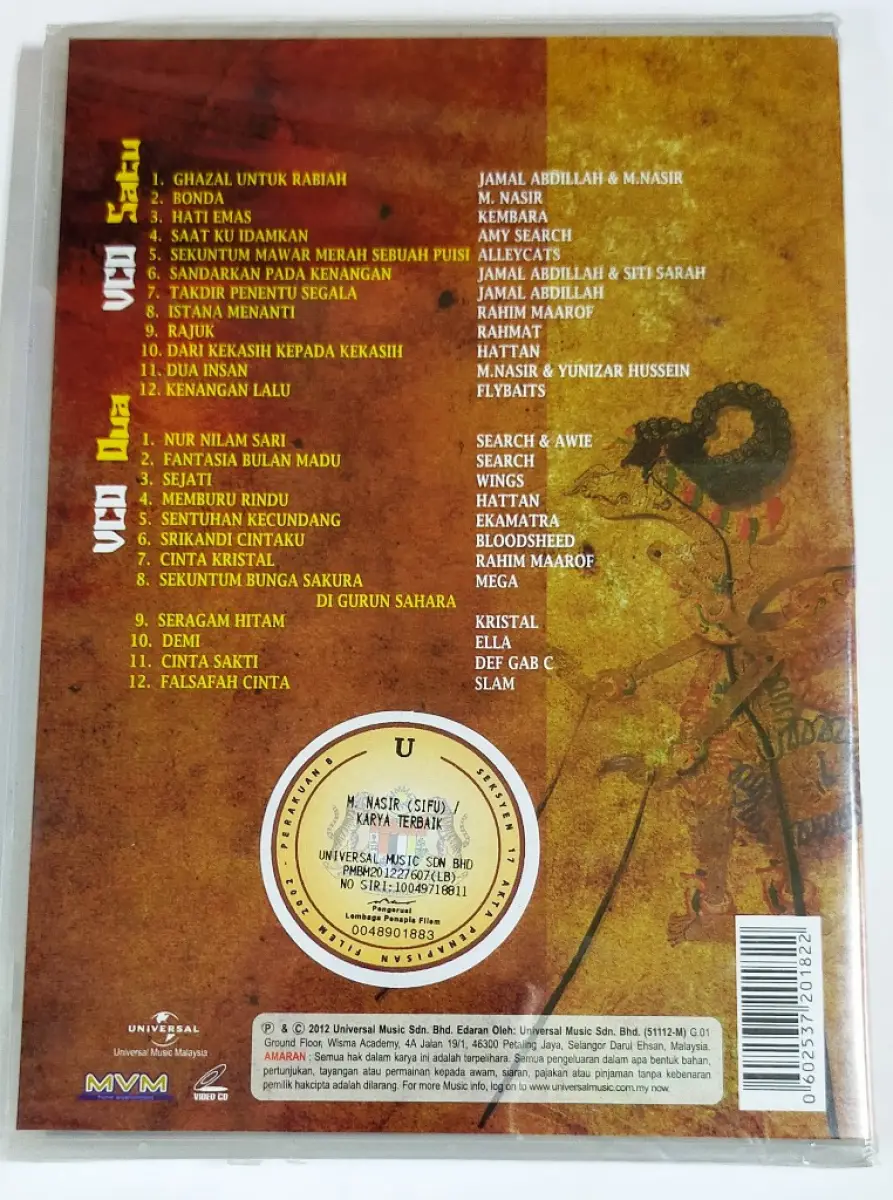 VCD Satu
1. GHAZAL UNTUK RABIAH JAMAL ABDILLAH & M.NASIR
2. BONDA M. NASIR
3. HATI EMAS KEMBARA
4. SAAT KU IDAMKAN AMY SEARCH
5. SEKUNTUM MAWAR MERAH SEBUAH PUISI ALLEYCATS
6. SANDARKAN PADA KENANGAN JAMAL ABDILLAH & SITI SARAH
7. TAKDIR PENENTU SEGALA JAMAL ABDILLAH
8. ISTANA MENANTI RAHIM MAAROF
9. RAJUK RAHMAT
10. DARI KEKASIH KEPADA KEKASIH HATTAN
11. DUA INSAN M.NASIR & YUNIZAR HUSSEIN
12. KENANGAN LALU FLYBAITS
VCD Dua
1. NUR NILAM SARI SEARCH & AWIE
2. FANTASIA BULAN MADU SEARCH
3. SEJATI WINGS
4. MEMBURU RINDU HATTAN
5. SENTUHAN KECUNDANG EKAMATRA
6. SRIKANDI CINTAKU BLOODSHEED
7. CINTA KRISTAL RAHIM MAAROF
8. SEKUNTUM BUNGA SAKURA MEGA
DI GURUN SAHARA
9. SERAGAM HITAM KRISTAL
10. DEMI ELLA
11. CINTA SAKTI DEF GAB C
12. FALSAFAH CINTA SLAM
U
PERAKUAN B
SEKSYEN 17 AKTA PENAPISAN FILEM 2002
M. NASIR (SIFU) /
KARYA TERBAIK
UNIVERSAL MUSIC SDN BHD
PMBM201227607(LB)
NO SIRI:10049718811
Pengerusi
Lembaga Penapis Filem
0048901883
UNIVERSAL
Universal Music Malaysia
MVM
VIDEO CD
Ⓟ & © 2012 Universal Music Sdn. Bhd. Edaran Oleh: Universal Music Sdn. Bhd. (51112-M) G.01
Ground Floor, Wisma Academy, 4A Jalan 19/1, 46300 Petaling Jaya, Selangor Darul Ehsan, Malaysia.
AMARAN : Semua hak dalam karya ini adalah terpelihara. Semua pengeluaran dalam apa bentuk bahan,
pertunjukan, tayangan atau permainan kepada awam, siaran, pajakan atau pinjaman tanpa kebenaran
pemilik hakcipta adalah dilarang. For more Music info, log on to www.universalmusic.com.my now.
0 602537 201822